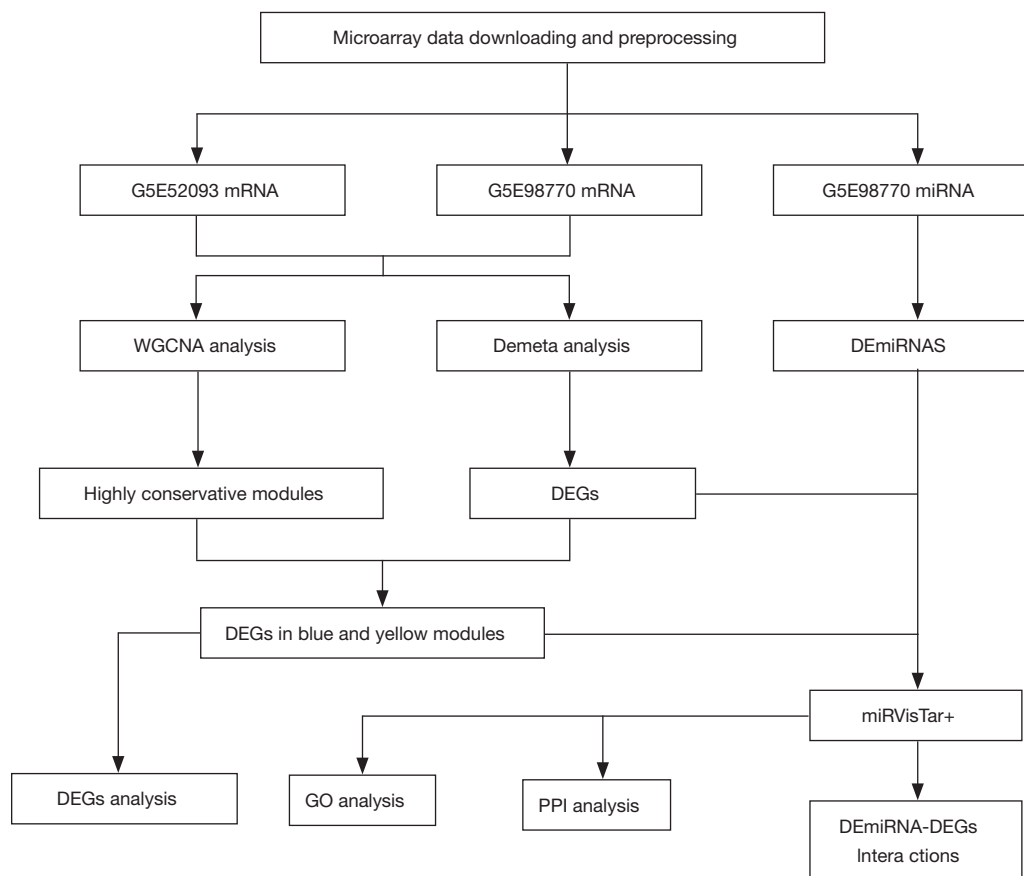 Microarray data downloading and preprocessing
G5E52093 mRNA
G5E98770 mRNA
G5E98770 miRNA
WGCNA analysis
Demeta analysis
DEmiRNAS
Highly conservative modules
DEGs
DEGs in blue and yellow modules
miRVisTar+
DEGs analysis
GO analysis
PPI analysis
DEmiRNA-DEGs
Intera ctions